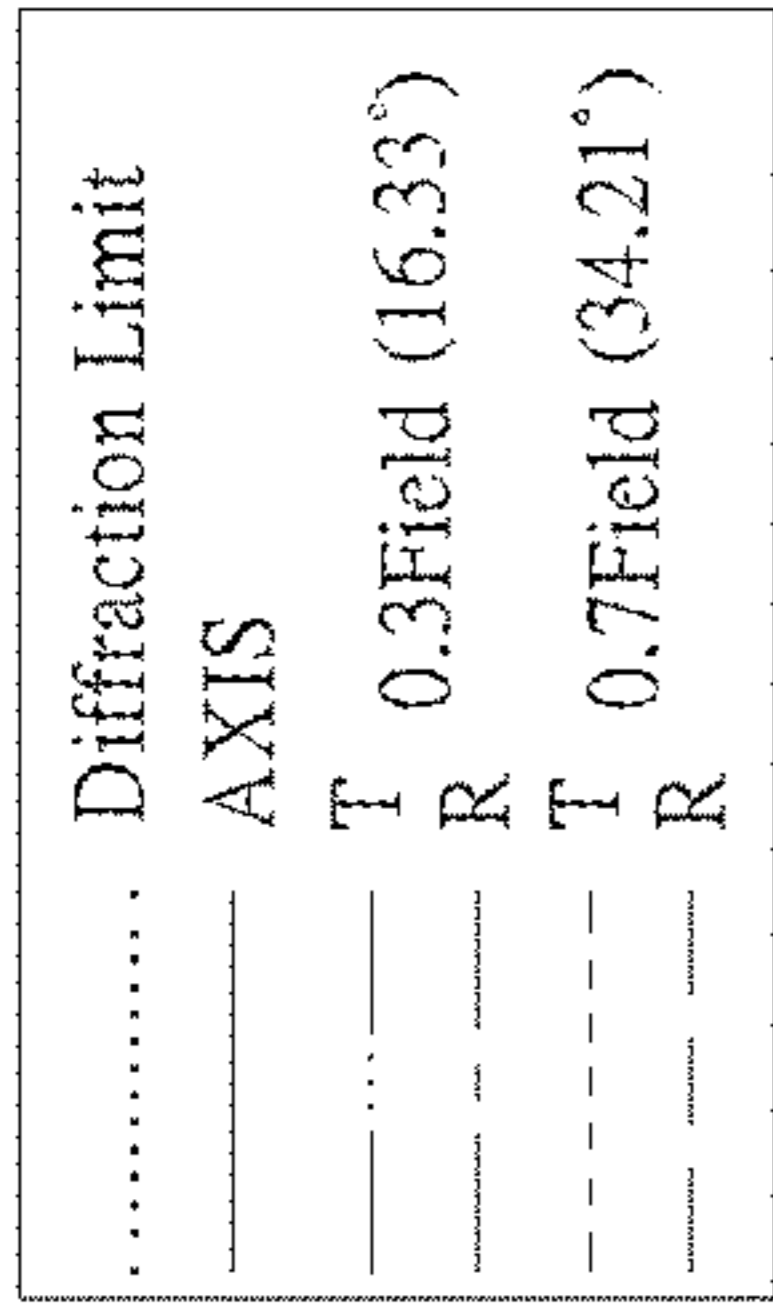 Diffraction Limit
AXIS
T 0.3Field (16.33°)
R
T 0.7Field (34.21°)
R